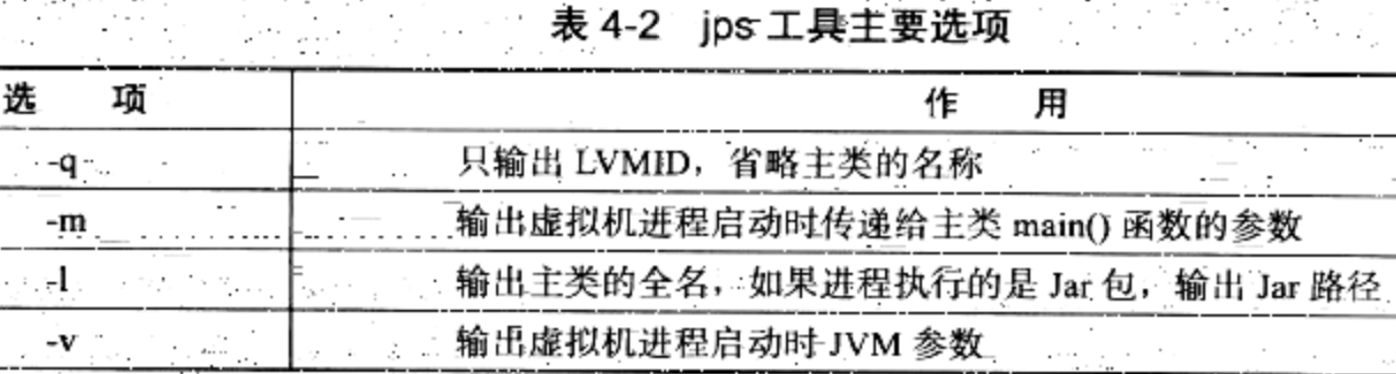 表 4-2 jps 工具主要选项
选 项 作 用
-q 只输出 LVMID，省略主类的名称
-m 输出虚拟机进程启动时传递给主类 main() 函数的参数
-l 输出主类的全名，如果进程执行的是 Jar 包，输出 Jar 路径
-v 输出虚拟机进程启动时 JVM 参数